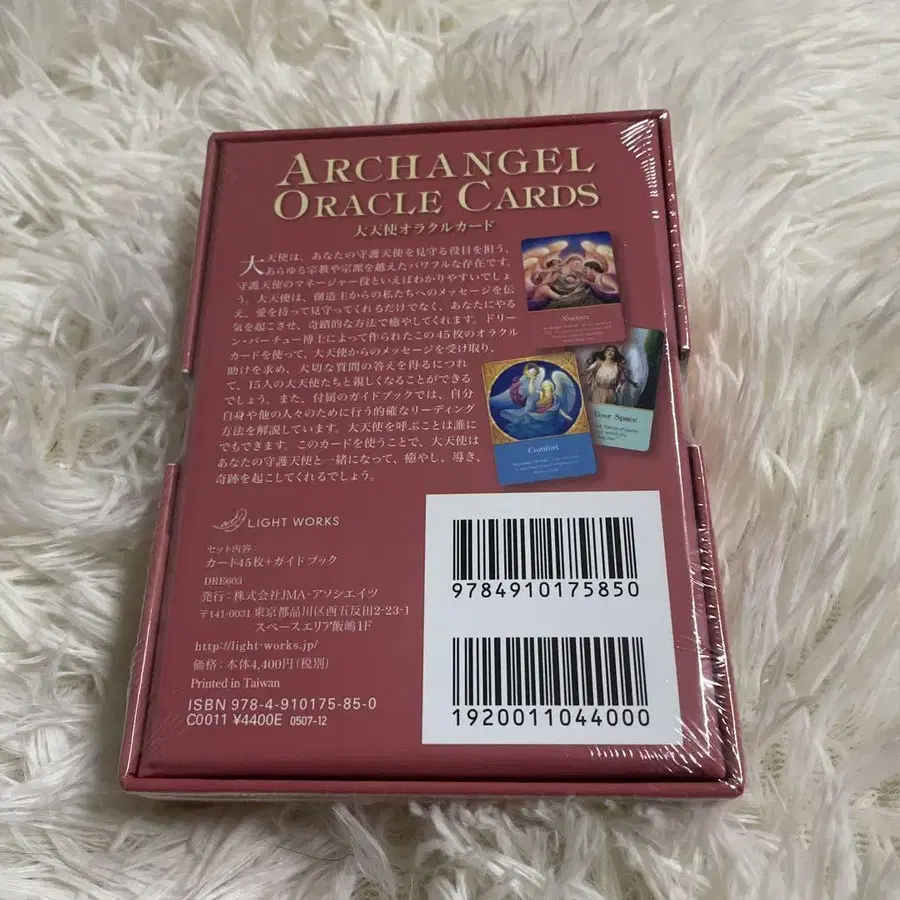 ARCHANGEL
ORACLE CARDS
大天使オラクルカード
大天使は、あなたの守護天使を見守る役目を担う、
あらゆる宗教や宗派を越えたパワフルな存在です。
守護天使のマネージャー役といえばわかりやすいでしょ
う。大天使は、創造主からの私たちへのメッセージを伝
え、愛を持って見守ってくれるだけでなく、あなたにやる
気を起こさせ、奇蹟的な方法で癒やしてくれます。ドリー
ン・バーチュー博士によって作られたこの45枚のオラクル
カードを使って、大天使からのメッセージを受け取り、
助けを求め、大切な質問の答えを得るにつれ
て、15人の大天使たちと親しくなることができる
でしょう。また、付属のガイドブックでは、自分
自身や他の人々のために行う的確なリーディング
方法を解説しています。大天使を呼ぶことは誰に
でもできます。このカードを使うことで、大天使は
あなたの守護天使と一緒になって、癒やし、導き、
奇跡を起こしてくれるでしょう。
Nurture
Your Space
Comfort
LIGHT WORKS
セット内容:
カード45枚+ガイドブック
DRE603
発行:株式会社JMA・アソシエイツ
〒141-0031 東京都品川区西五反田2-23-1
スペースエリア飯嶋1F
http://light-works.jp/
価格:本体4,400円(税別)
Printed in Taiwan
ISBN 978-4-910175-85-0
C0011 ¥4400E 0507-12
9784910175850
1920011044000